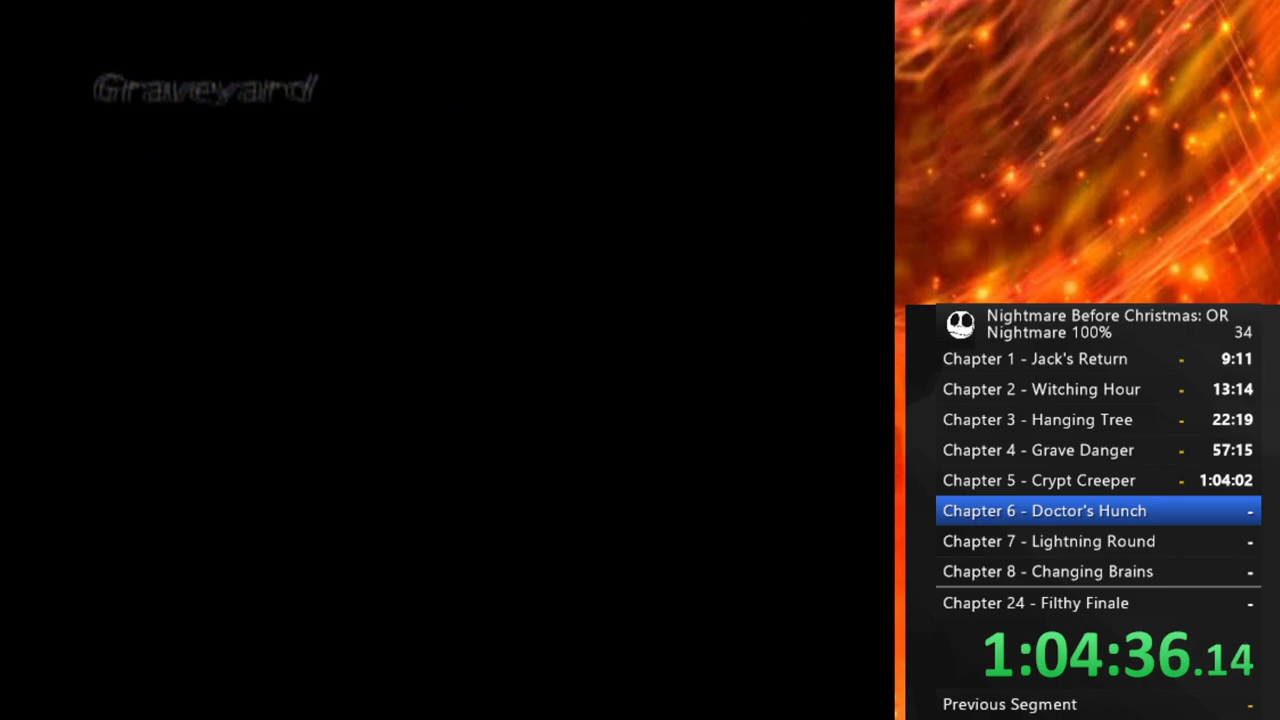 Graveyard
Nightmare Before Christmas: OR
Nightmare 100% 34
Chapter 1 - Jack's Return - 9:11
Chapter 2 - Witching Hour - 13:14
Chapter 3 - Hanging Tree - 22:19
Chapter 4 - Grave Danger - 57:15
Chapter 5 - Crypt Creeper - 1:04:02
Chapter 6 - Doctor's Hunch -
Chapter 7 - Lightning Round -
Chapter 8 - Changing Brains -
Chapter 24 - Filthy Finale -
1:04:36.14
Previous Segment -